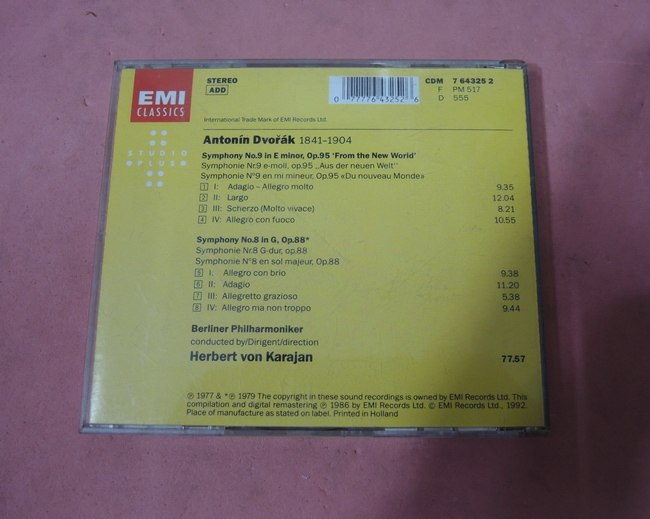 EMI
CLASSICS
STUDIO
PLUS
STEREO
ADD
0 77776 43252 6
CDM 7 64325 2
F PM 517
D 555
International Trade Mark of EMI Records Ltd.
Antonín Dvořák 1841–1904
Symphony No.9 in E minor, Op.95 'From the New World'
Symphonie Nr.9 e-moll, op.95 „Aus der neuen Welt''
Symphonie N°9 en mi mineur, Op.95 «Du nouveau Monde»
1 I: Adagio – Allegro molto 9.35
2 II: Largo 12.04
3 III: Scherzo (Molto vivace) 8.21
4 IV: Allegro con fuoco 10.55
Symphony No.8 in G, Op.88*
Symphonie Nr.8 G-dur, op.88
Symphonie N°8 en sol majeur, Op.88
5 I: Allegro con brio 9.38
6 II: Adagio 11.20
7 III: Allegretto grazioso 5.38
8 IV: Allegro ma non troppo 9.44
Berliner Philharmoniker
conducted by/Dirigent/direction
Herbert von Karajan 77.57
℗ 1977 & *℗ 1979 The copyright in these sound recordings is owned by EMI Records Ltd. This
compilation and digital remastering ℗ 1986 by EMI Records Ltd. © EMI Records Ltd., 1992.
Place of manufacture as stated on label. Printed in Holland